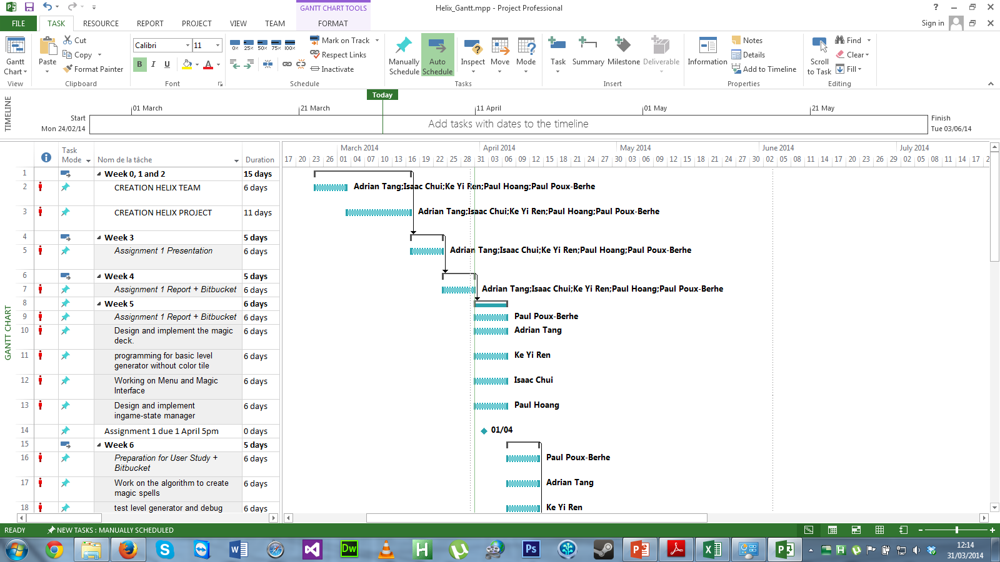 GANTT CHART TOOLS
Helix_Gantt.mpp - Project Professional
FILE TASK RESOURCE REPORT PROJECT VIEW TEAM FORMAT Sign in
Gantt Chart
View
Paste
Cut
Copy
Format Painter
Clipboard
Calibri 11
B I U A
Font
0% 25% 50% 75% 100%
Mark on Track
Respect Links
Inactivate
Schedule
Manually Schedule
Auto Schedule
Inspect
Move
Mode
Tasks
Task
Summary
Milestone
Deliverable
Insert
Information
Notes
Details
Add to Timeline
Properties
Scroll to Task
Find
Clear
Fill
Editing
TIMELINE
Today
01 March 21 March 11 April 01 May 21 May
Start
Mon 24/02/14
Add tasks with dates to the timeline
Finish
Tue 03/06/14
GANTT CHART
Task Mode Nom de la tâche Duration
March 2014 April 2014 May 2014 June 2014 July 2014
17 20 23 26 01 04 07 10 13 16 19 22 25 28 31 03 06 09 12 15 18 21 24 27 30 03 06 09 12 15 18 21 24 27 30 02 05 08 11 14 17 20 23 26 29 02 05 08 11 14 17 2
1 Week 0, 1 and 2 15 days
2 CREATION HELIX TEAM 6 days Adrian Tang;Isaac Chui;Ke Yi Ren;Paul Hoang;Paul Poux-Berhe
3 CREATION HELIX PROJECT 11 days Adrian Tang;Isaac Chui;Ke Yi Ren;Paul Hoang;Paul Poux-Berhe
4 Week 3 5 days
5 Assignment 1 Presentation 6 days Adrian Tang;Isaac Chui;Ke Yi Ren;Paul Hoang;Paul Poux-Berhe
6 Week 4 5 days
7 Assignment 1 Report + Bitbucket 6 days Adrian Tang;Isaac Chui;Ke Yi Ren;Paul Hoang;Paul Poux-Berhe
8 Week 5 6 days
9 Assignment 1 Report + Bitbucket 6 days Paul Poux-Berhe
10 Design and implement the magic deck. 6 days Adrian Tang
11 programming for basic level generator without color tile 6 days Ke Yi Ren
12 Working on Menu and Magic Interface 6 days Isaac Chui
13 Design and implement ingame-state manager 6 days Paul Hoang
14 Assignment 1 due 1 April 5pm 0 days 01/04
15 Week 6 5 days
16 Preparation for User Study + Bitbucket 6 days Paul Poux-Berhe
17 Work on the algorithm to create magic spells 6 days Adrian Tang
18 test level generator and debug 6 days Ke Yi Ren
READY NEW TASKS : MANUALLY SCHEDULED
12:14
31/03/2014